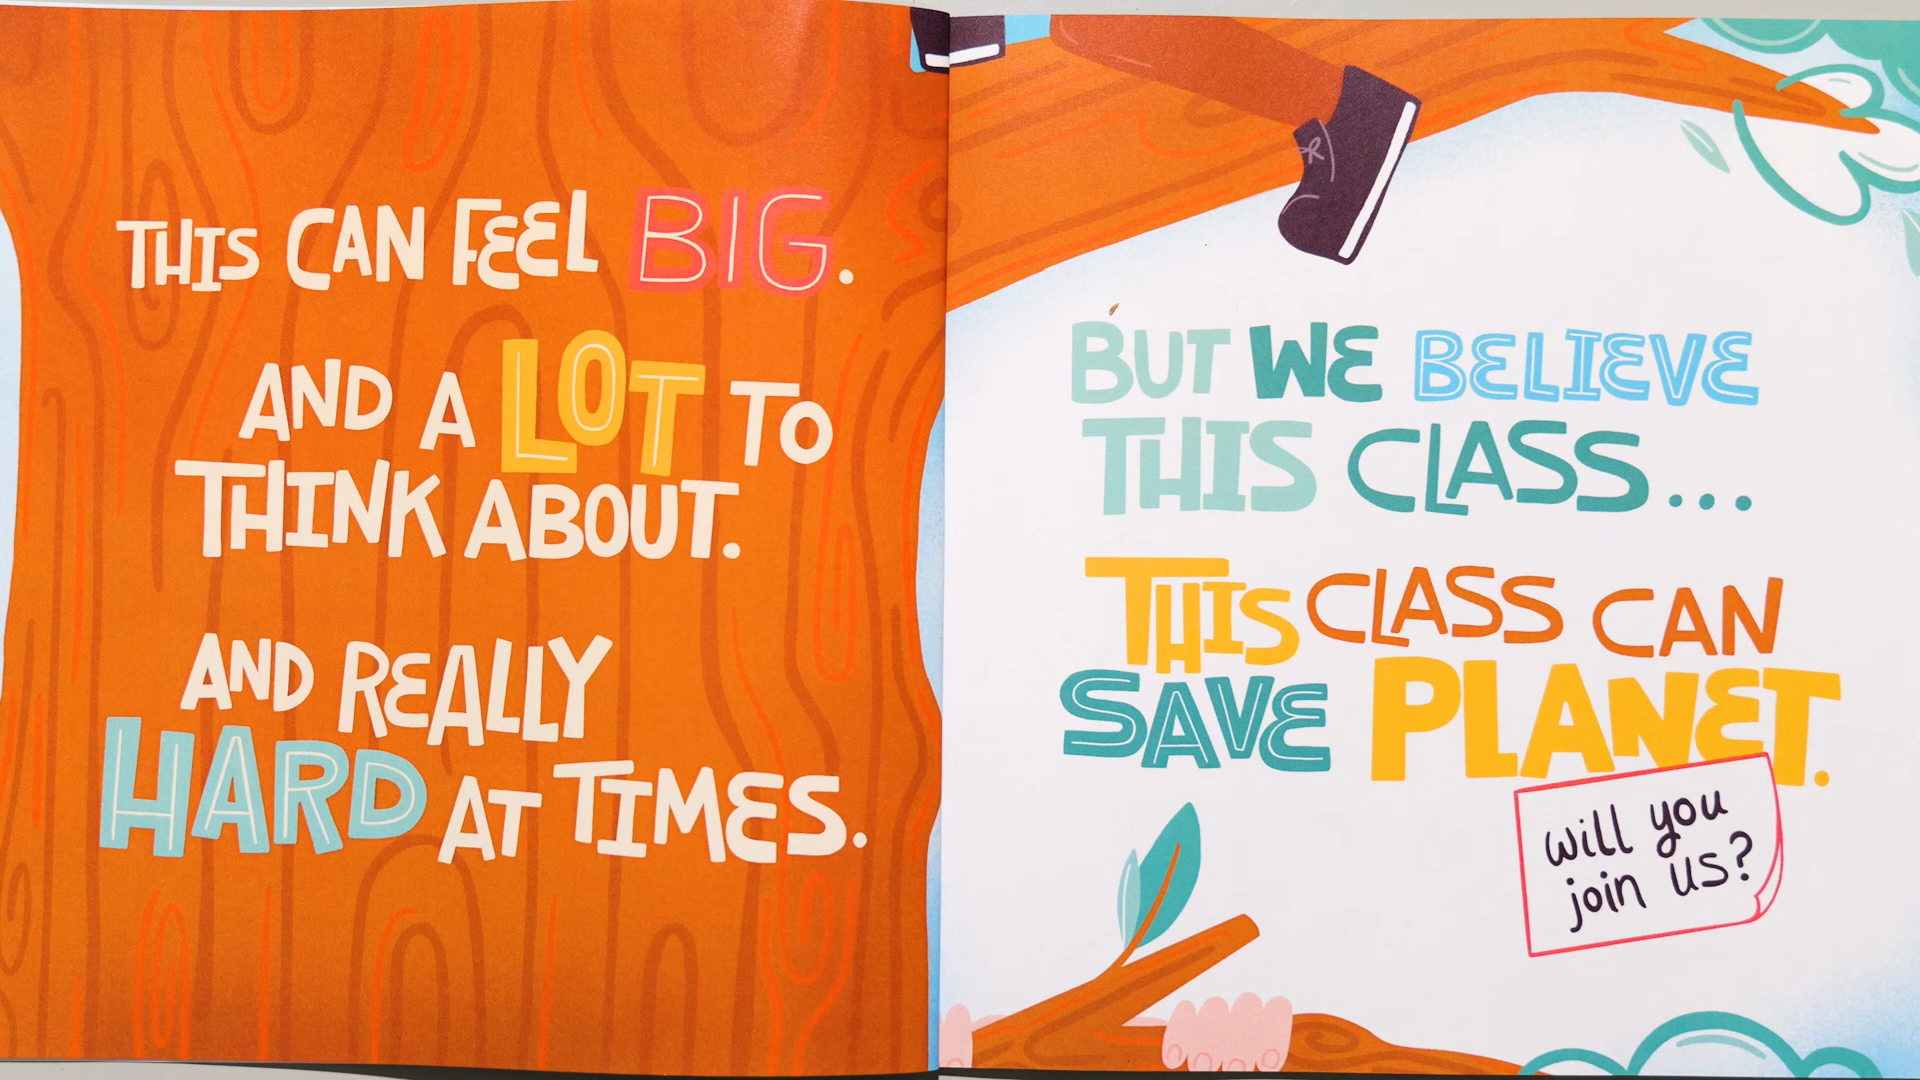 THIS CAN FEEL BIG.
AND A LOT TO
THINK ABOUT.
AND REALLY
HARD AT TIMES.
BUT WE BELIEVE
THIS CLASS...
THIS CLASS CAN
SAVE PLANET.
will you
join us?